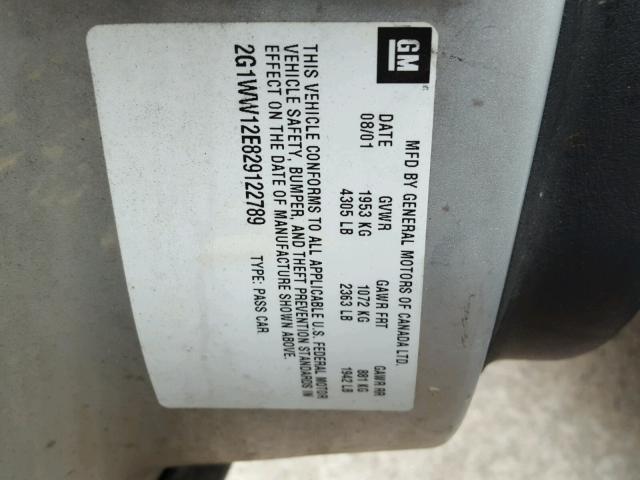 GM
MFD BY GENERAL MOTORS OF CANADA LTD.
DATE GVWR GAWR FRT GAWR RR
08/01 1953 KG 1072 KG 881 KG
4305 LB 2363 LB 1942 LB
THIS VEHICLE CONFORMS TO ALL APPLICABLE U.S. FEDERAL MOTOR
VEHICLE SAFETY, BUMPER, AND THEFT PREVENTION STANDARDS IN
EFFECT ON THE DATE OF MANUFACTURE SHOWN ABOVE.
2G1WW12E829122789 TYPE: PASS CAR